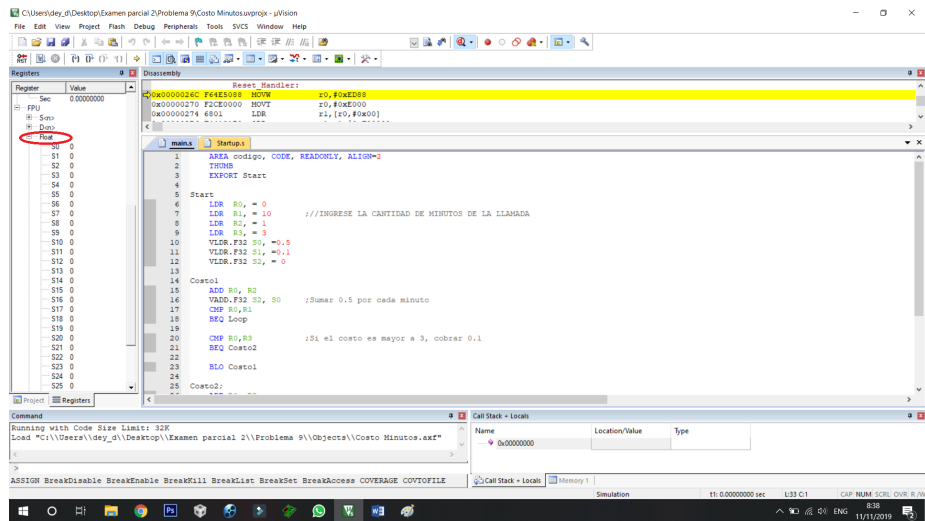 C:\Users\dey_d\Desktop\Examen parcial 2\Problema 9\Costo Minutos.uvprojx - µVision
File Edit View Project Flash Debug Peripherals Tools SVCS Window Help
Registers
Register Value
Sec 0.00000000
FPU
S<n>
D<n>
Float
S0 0
S1 0
S2 0
S3 0
S4 0
S5 0
S6 0
S7 0
S8 0
S9 0
S10 0
S11 0
S12 0
S13 0
S14 0
S15 0
S16 0
S17 0
S18 0
S19 0
S20 0
S21 0
S22 0
S23 0
S24 0
S25 0
Project Registers
Disassembly
Reset_Handler:
0x0000026C F64E5088 MOVW r0,#0xED88
0x00000270 F2CE0000 MOVT r0,#0xE000
0x00000274 6801 LDR r1,[r0,#0x00]
main.s Startup.s
1 AREA codigo, CODE, READONLY, ALIGN=2
2 THUMB
3 EXPORT Start
4
5 Start
6 LDR R0, = 0
7 LDR R1, = 10 ;//INGRESE LA CANTIDAD DE MINUTOS DE LA LLAMADA
8 LDR R2, = 1
9 LDR R3, = 3
10 VLDR.F32 S0, =0.5
11 VLDR.F32 S1, =0.1
12 VLDR.F32 S2, = 0
13
14 Costo1
15 ADD R0, R2
16 VADD.F32 S2, S0 ;Sumar 0.5 por cada minuto
17 CMP R0,R1
18 BEQ Loop
19
20 CMP R0,R3 ;Si el costo es mayor a 3, cobrar 0.1
21 BEQ Costo2
22
23 BLO Costo1
24
25 Costo2;
Command
Running with Code Size Limit: 32K
Load "C:\\Users\\dey_d\\Desktop\\Examen parcial 2\\Problema 9\\Objects\\Costo Minutos.axf"
>
ASSIGN BreakDisable BreakEnable BreakKill BreakList BreakSet BreakAccess COVERAGE COVTOFILE
Call Stack + Locals
Name Location/Value Type
0x00000000
Call Stack + Locals Memory 1
Simulation t1: 0.00000000 sec L:33 C:1 CAP NUM SCRL OVR R/W
ENG 8:38
11/11/2019